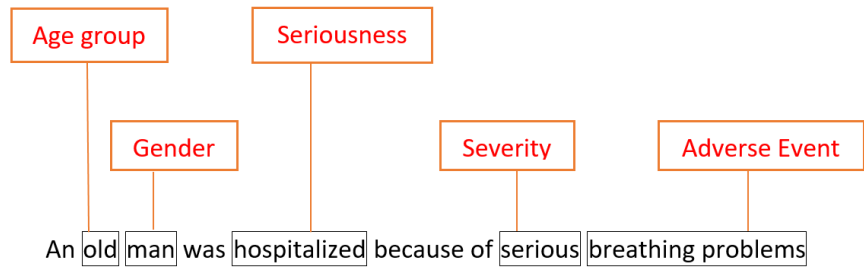 Age group
Seriousness
Gender
Severity
Adverse Event
An old man was hospitalized because of serious breathing problems